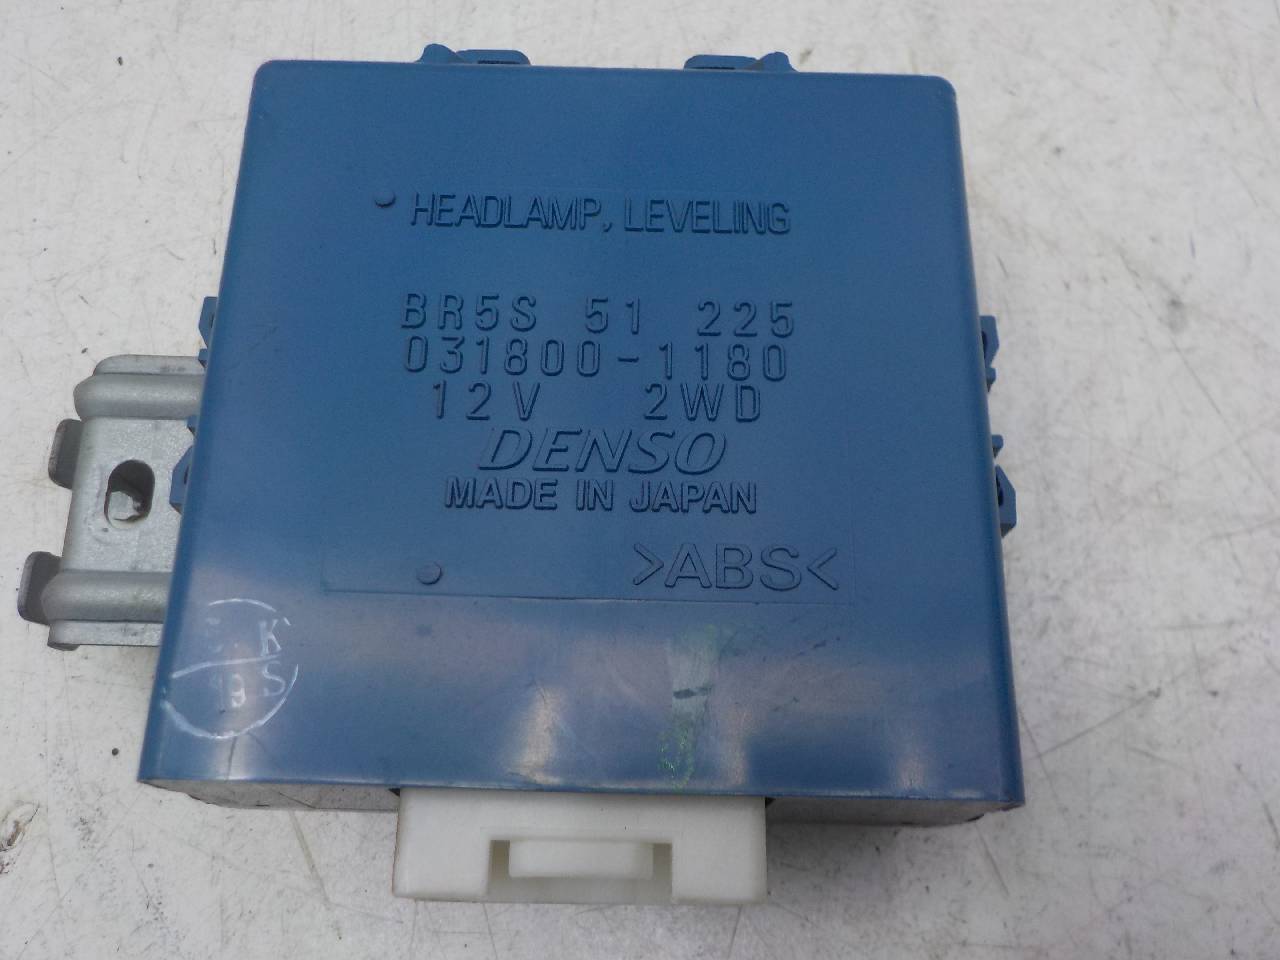 HEADLAMP, LEVELING
BR5S 51 225
031800-1180
12V 2WD
DENSO
MADE IN JAPAN
>ABS<
K
S